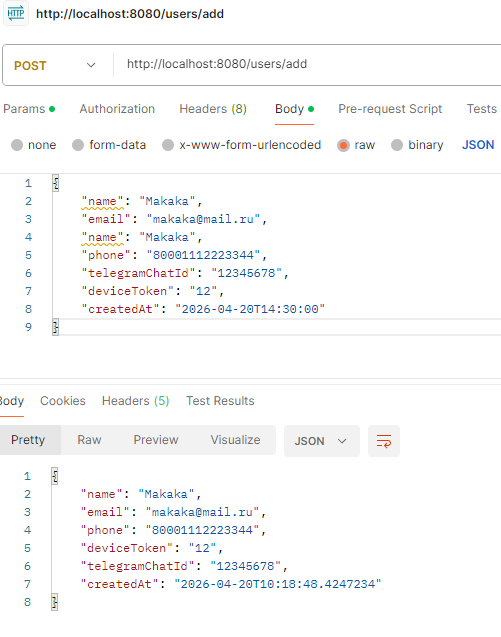 HTTP http://localhost:8080/users/add
POST http://localhost:8080/users/add
Params Authorization Headers (8) Body Pre-request Script Tests
none form-data x-www-form-urlencoded raw binary JSON
1 {
2 "name": "Makaka",
3 "email": "makaka@mail.ru",
4 "name": "Makaka",
5 "phone": "80001112223344",
6 "telegramChatId": "12345678",
7 "deviceToken": "12",
8 "createdAt": "2026-04-20T14:30:00"
9 }
Body Cookies Headers (5) Test Results
Pretty Raw Preview Visualize JSON
1 {
2 "name": "Makaka",
3 "email": "makaka@mail.ru",
4 "phone": "80001112223344",
5 "deviceToken": "12",
6 "telegramChatId": "12345678",
7 "createdAt": "2026-04-20T10:18:48.4247234"
8 }